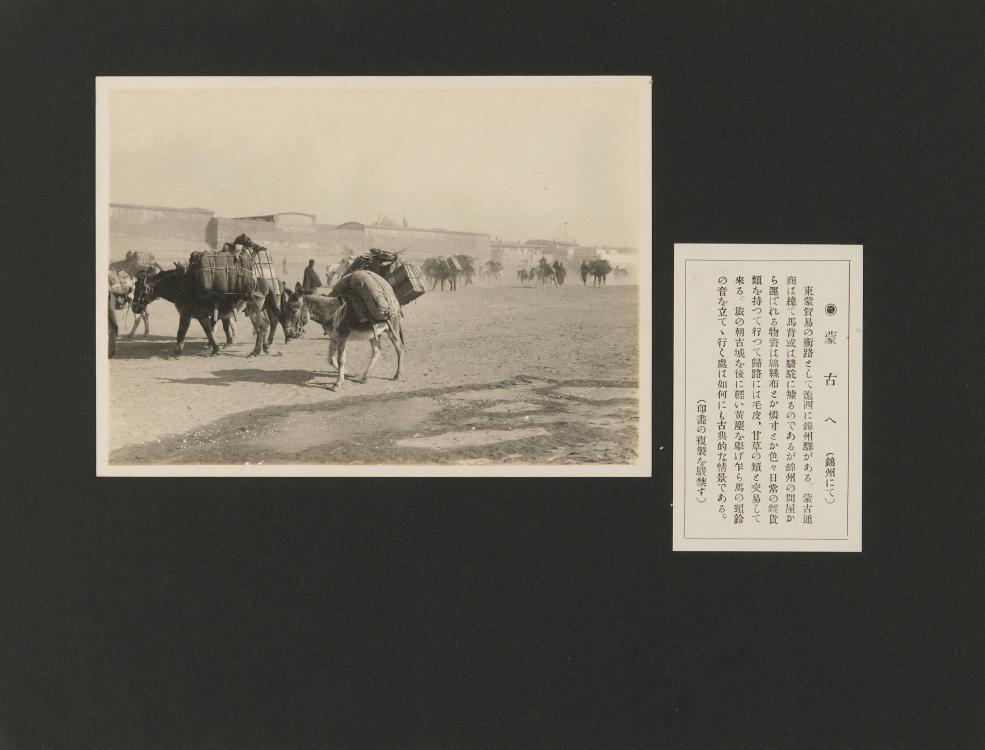 蒙古へ（錦州にて）
東蒙貿易の衝路として遼西に錦州驛がある。蒙古通
商は總て馬背或は駱駝に據るのであるが錦州の問屋か
ら運ばれる物資は綿絲布とか燐寸とか色々日常の雜貨
類を持つて行つて歸路には毛皮、甘草の類と交易して
來る。旅の朝古城を後に輕い黃塵を擧げ乍ら馬の頸鈴
の音を立てゝ行く處は如何にも古典的な情景である。
（印畫の複製を嚴禁す）